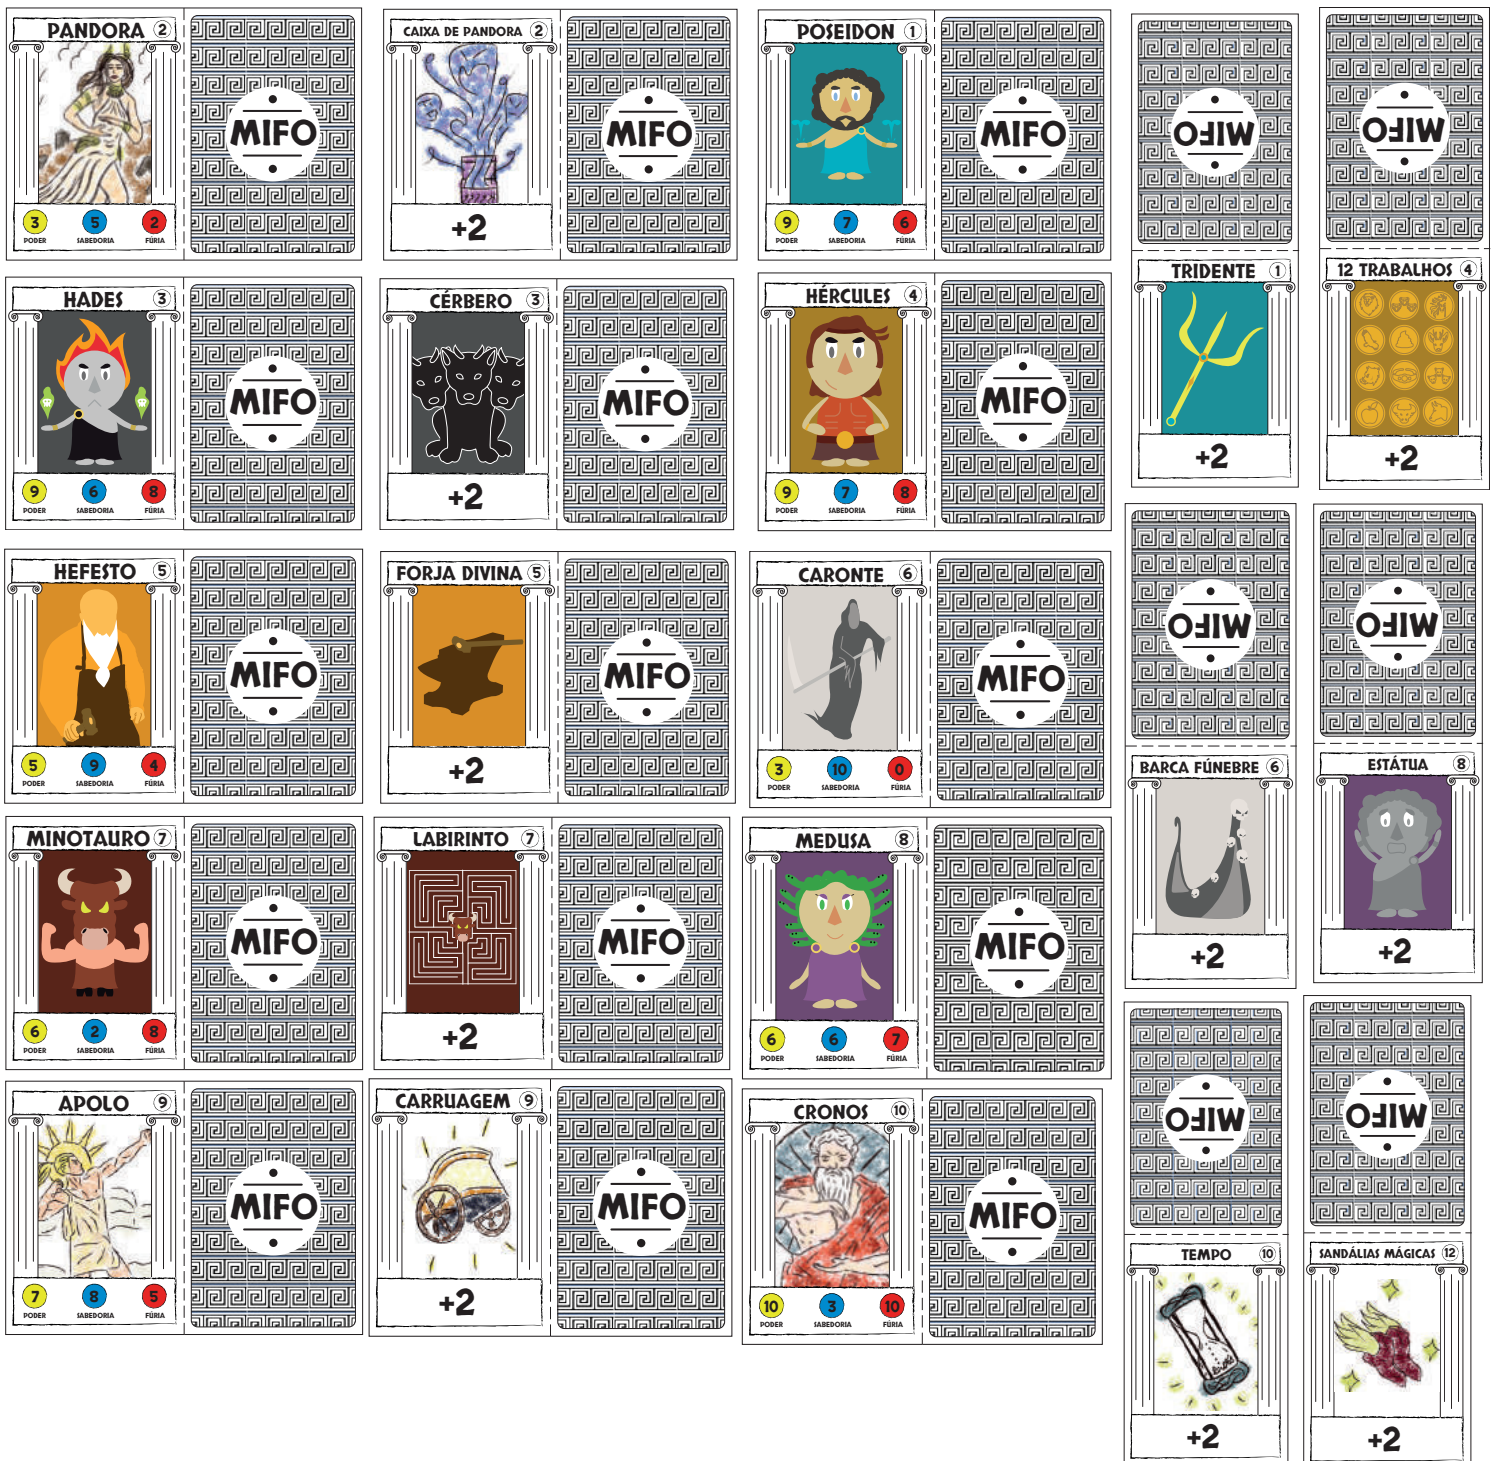 PANDORA 2
MIFO
3 5 2
PODER SABEDORIA FÚRIA
CAIXA DE PANDORA 2
MIFO
+2
POSEIDON 1
MIFO
9 7 6
PODER SABEDORIA FÚRIA
MIFO
TRIDENTE 1
+2
MIFO
12 TRABALHOS 4
+2
HADES 3
MIFO
9 6 8
PODER SABEDORIA FÚRIA
CÉRBERO 3
MIFO
+2
HÉRCULES 4
MIFO
9 7 8
PODER SABEDORIA FÚRIA
HEFESTO 5
MIFO
5 9 4
PODER SABEDORIA FÚRIA
FORJA DIVINA 5
MIFO
+2
CARONTE 6
MIFO
3 10 0
PODER SABEDORIA FÚRIA
MIFO
BARCA FÚNEBRE 6
+2
MIFO
ESTÁTUA 8
+2
MINOTAURO 7
MIFO
6 2 8
PODER SABEDORIA FÚRIA
LABIRINTO 7
MIFO
+2
MEDUSA 8
MIFO
6 6 7
PODER SABEDORIA FÚRIA
APOLO 9
MIFO
7 8 5
PODER SABEDORIA FÚRIA
CARRUAGEM 9
MIFO
+2
CRONOS 10
MIFO
10 3 10
PODER SABEDORIA FÚRIA
MIFO
TEMPO 10
+2
MIFO
SANDÁLIAS MÁGICAS 12
+2